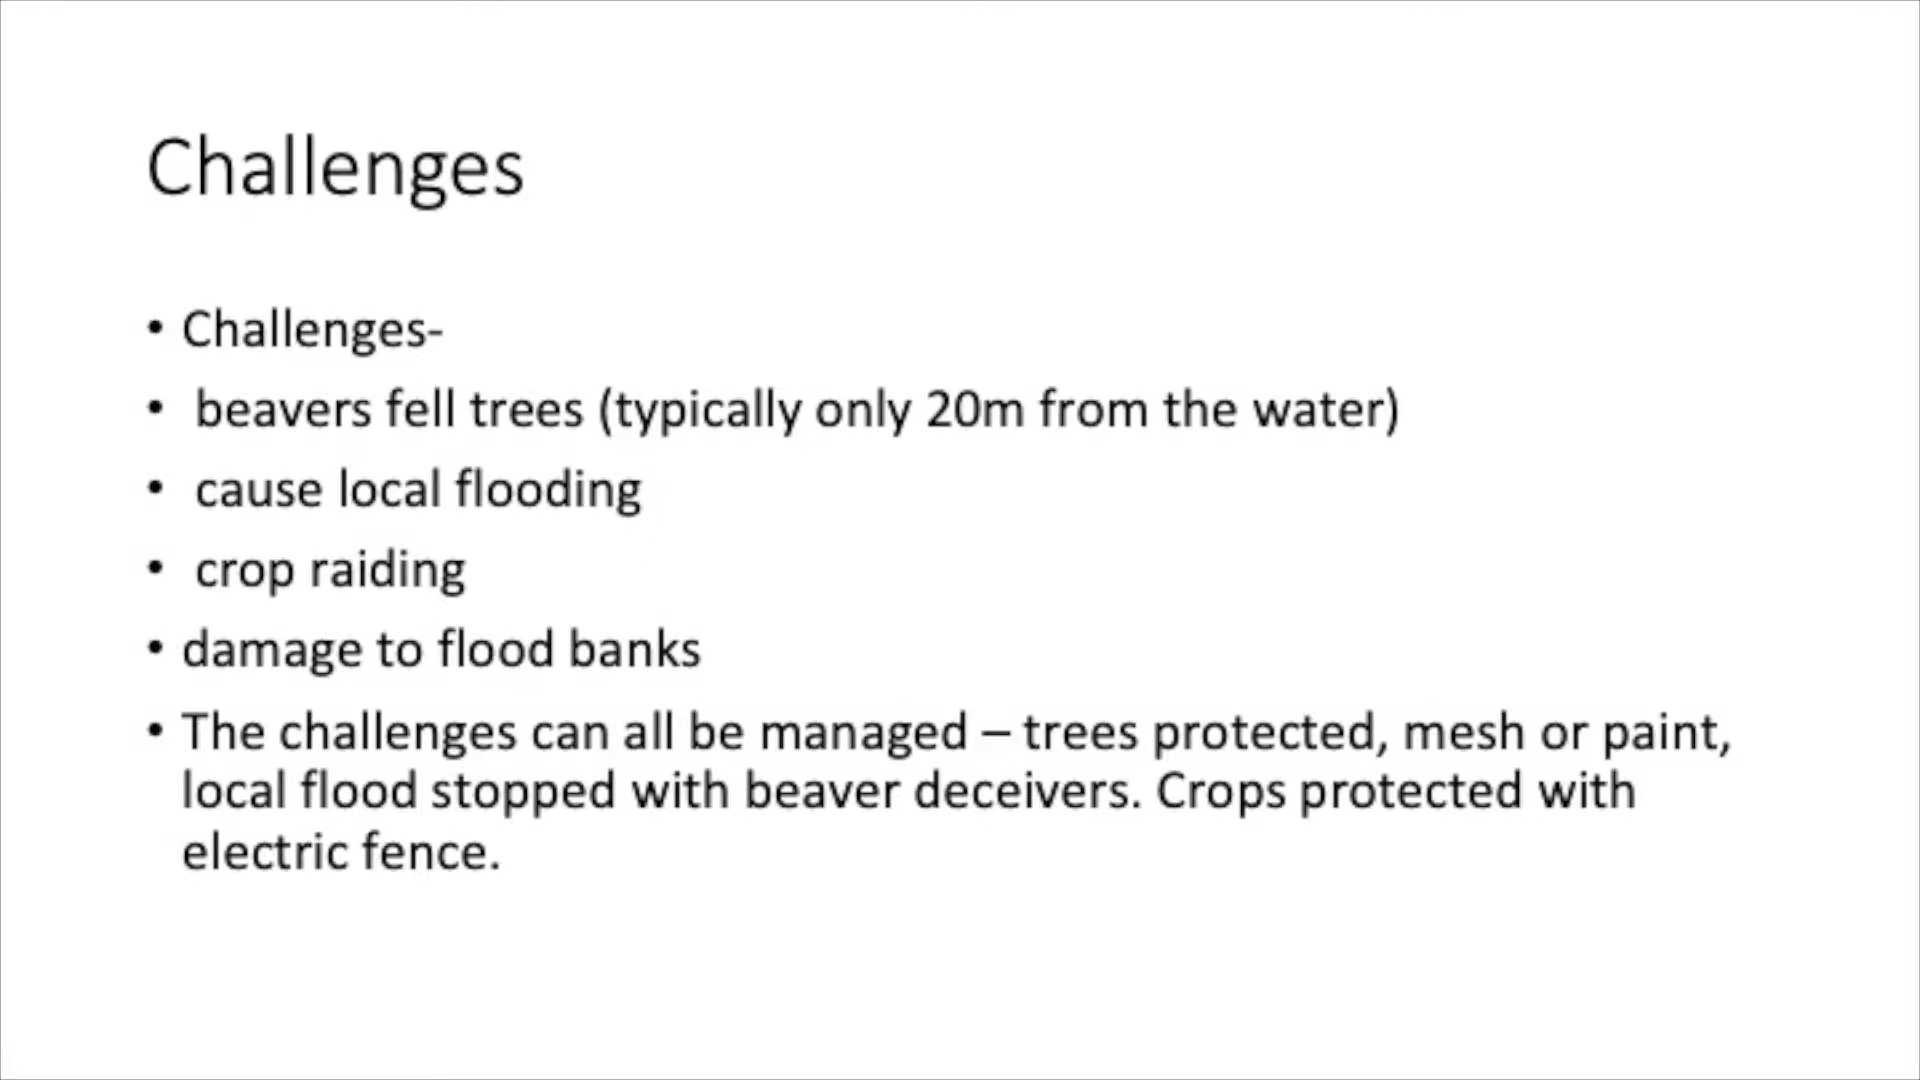 Challenges
• Challenges-
• beavers fell trees (typically only 20m from the water)
• cause local flooding
• crop raiding
• damage to flood banks
• The challenges can all be managed – trees protected, mesh or paint,
local flood stopped with beaver deceivers. Crops protected with
electric fence.